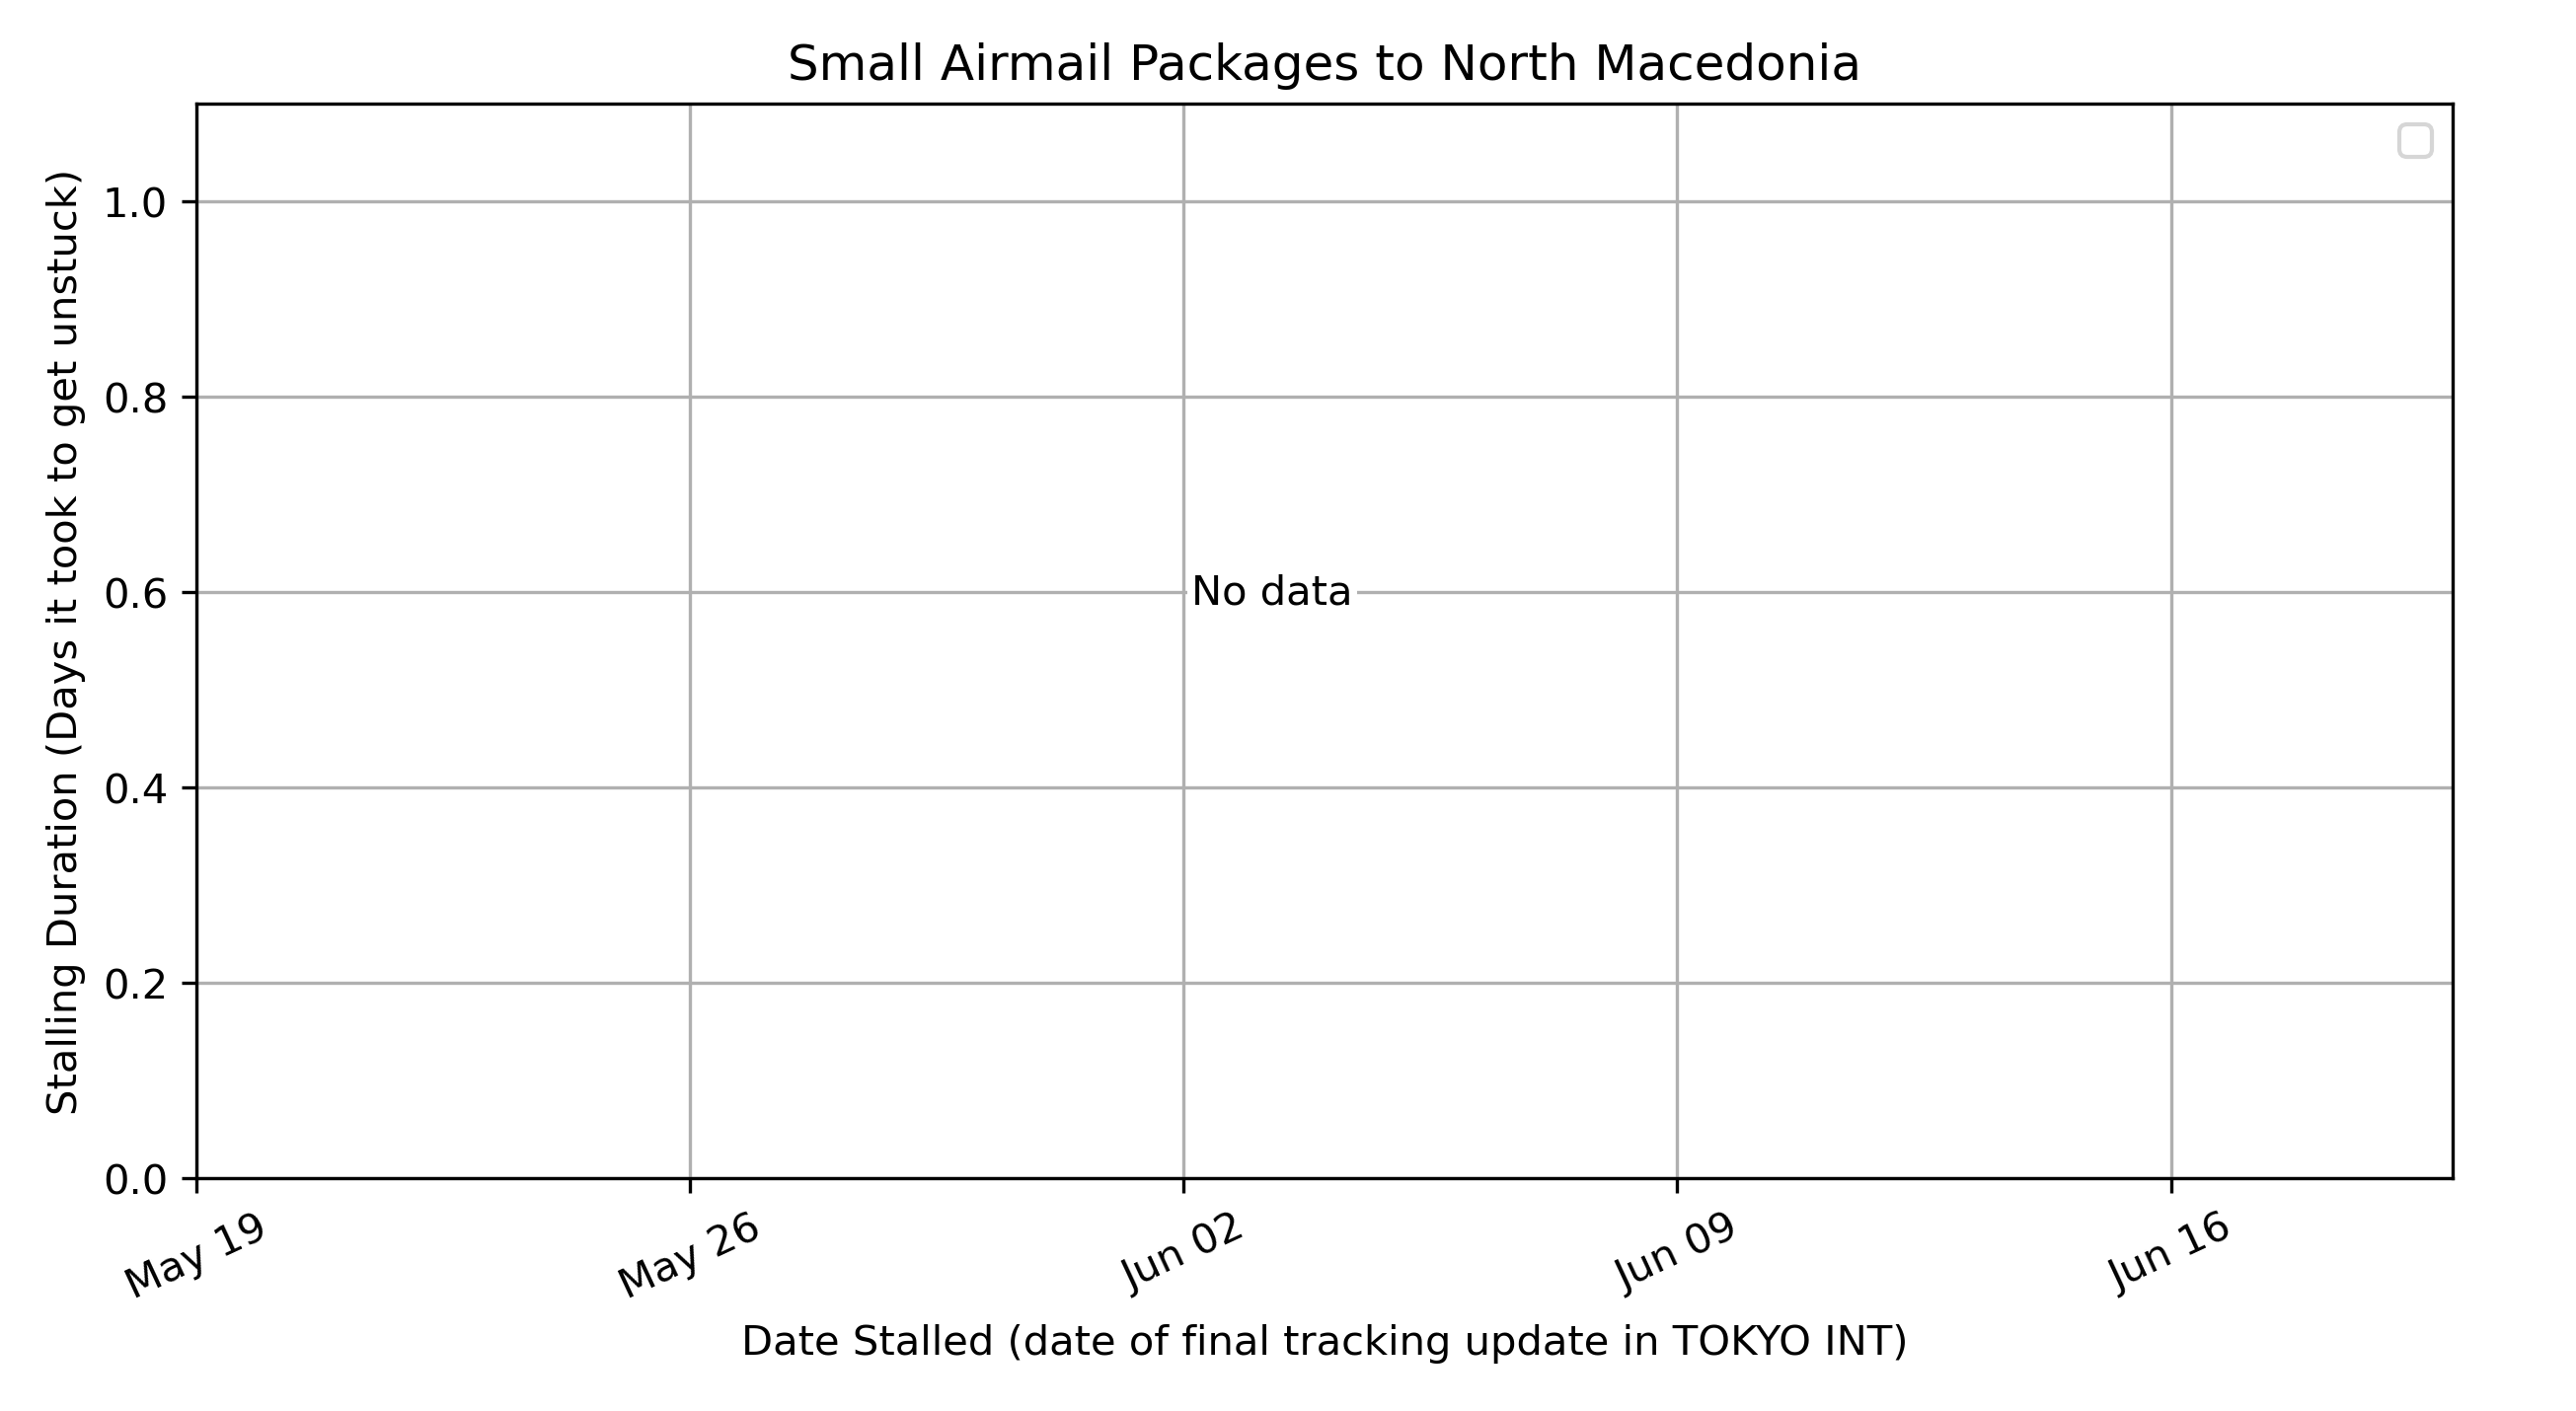 Small Airmail Packages to North Macedonia
Stalling Duration (Days it took to get unstuck)
1.0
0.8
0.6
0.4
0.2
0.0
No data
May 19
May 26
Jun 02
Jun 09
Jun 16
Date Stalled (date of final tracking update in TOKYO INT)